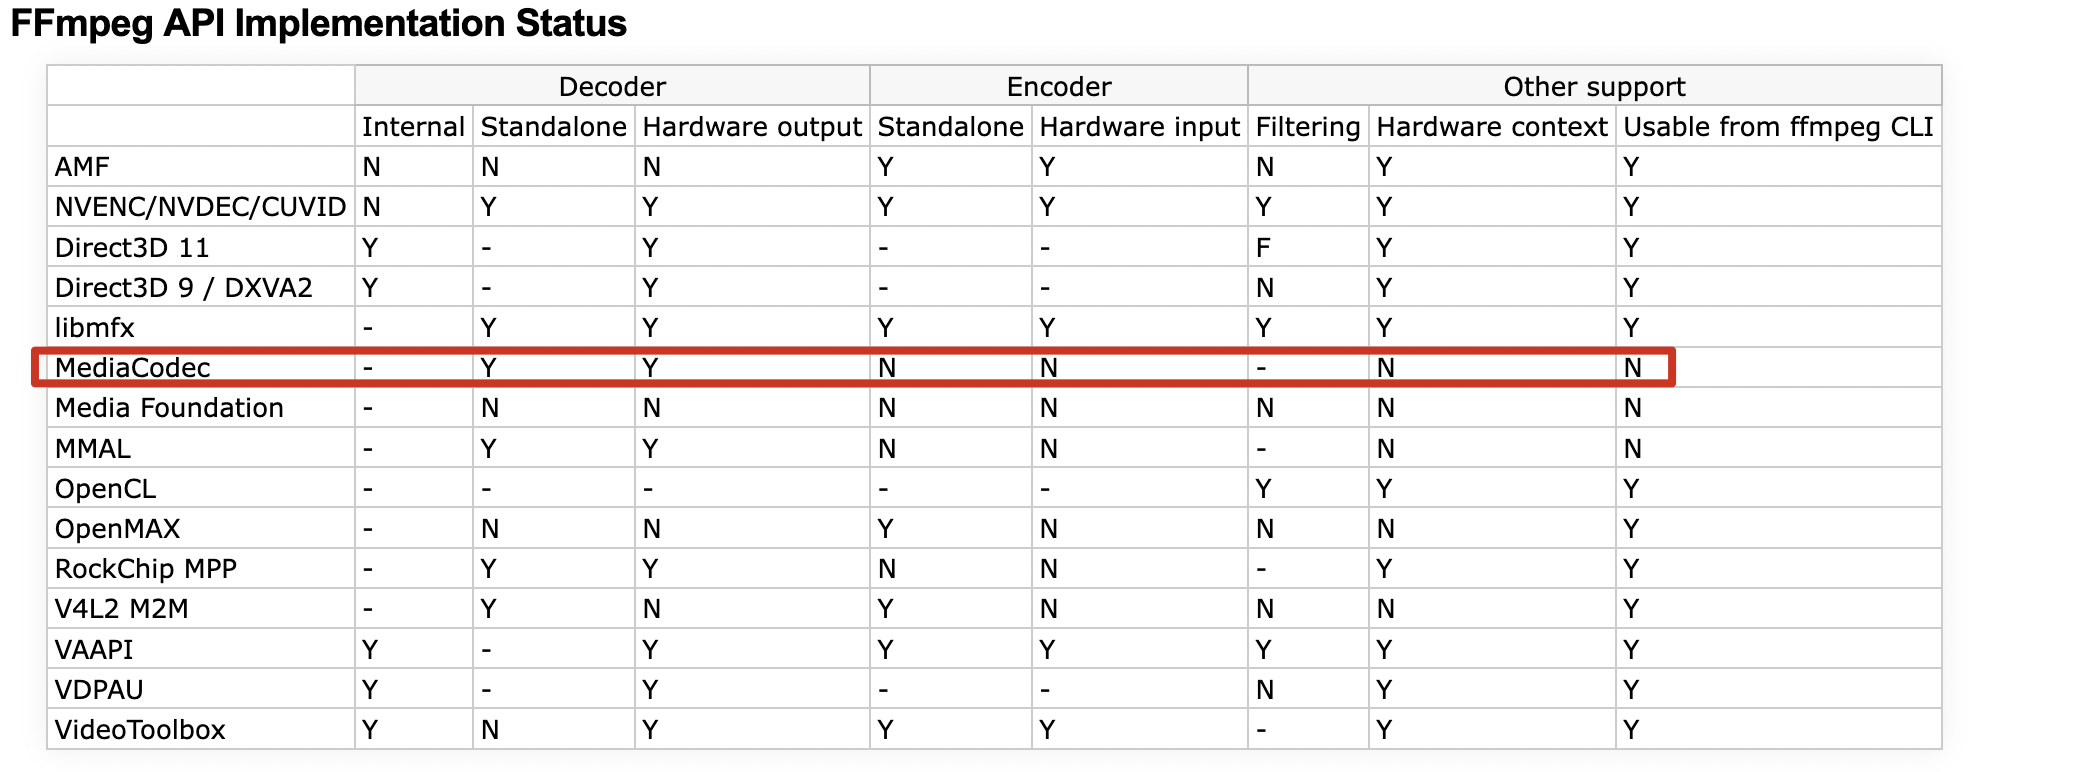 FFmpeg API Implementation Status
Decoder Encoder Other support
Internal Standalone Hardware output Standalone Hardware input Filtering Hardware context Usable from ffmpeg CLI
AMF N N N Y Y N Y Y
NVENC/NVDEC/CUVID N Y Y Y Y Y Y Y
Direct3D 11 Y - Y - - F Y Y
Direct3D 9 / DXVA2 Y - Y - - N Y Y
libmfx - Y Y Y Y Y Y Y
MediaCodec - Y Y N N - N N
Media Foundation - N N N N N N N
MMAL - Y Y N N - N N
OpenCL - - - - - Y Y Y
OpenMAX - N N Y N N N Y
RockChip MPP - Y Y N N - Y Y
V4L2 M2M - Y N Y N N N Y
VAAPI Y - Y Y Y Y Y Y
VDPAU Y - Y - - N Y Y
VideoToolbox Y N Y Y Y - Y Y